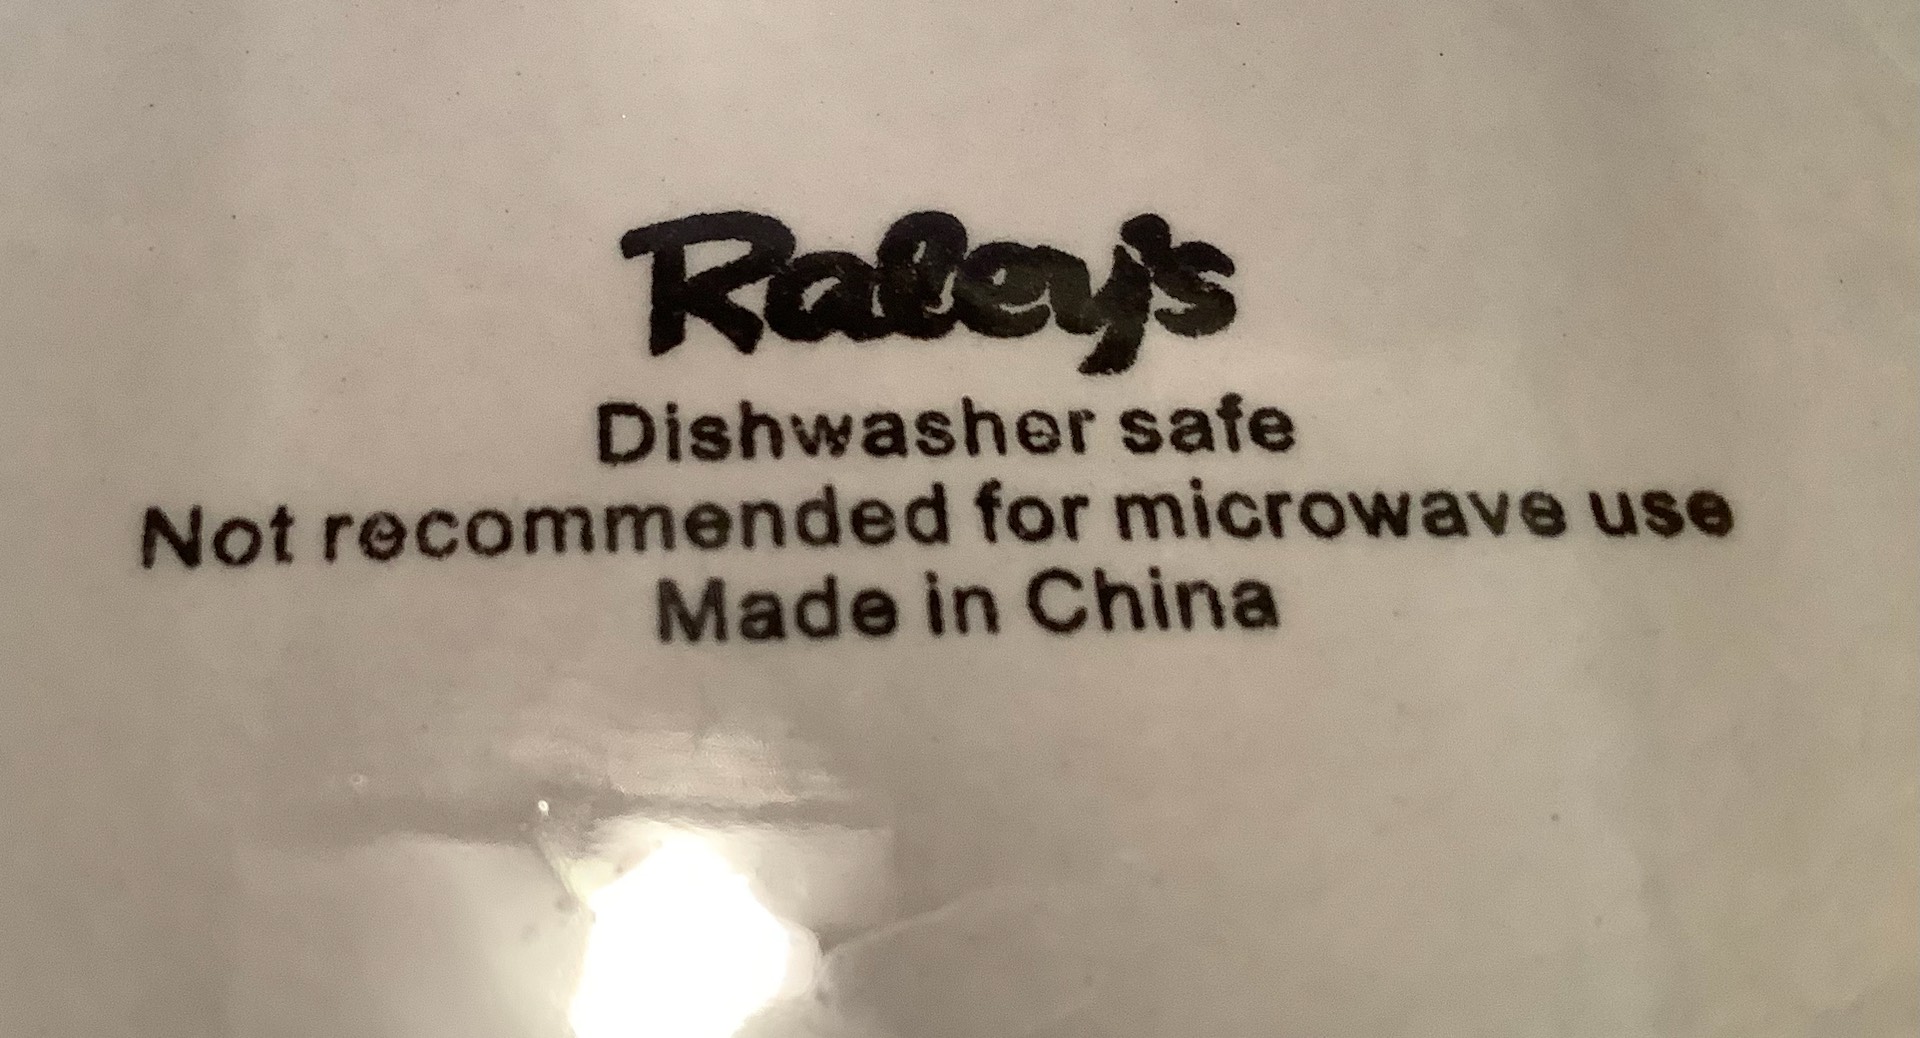 Raley's
Dishwasher safe
Not recommended for microwave use
Made in China